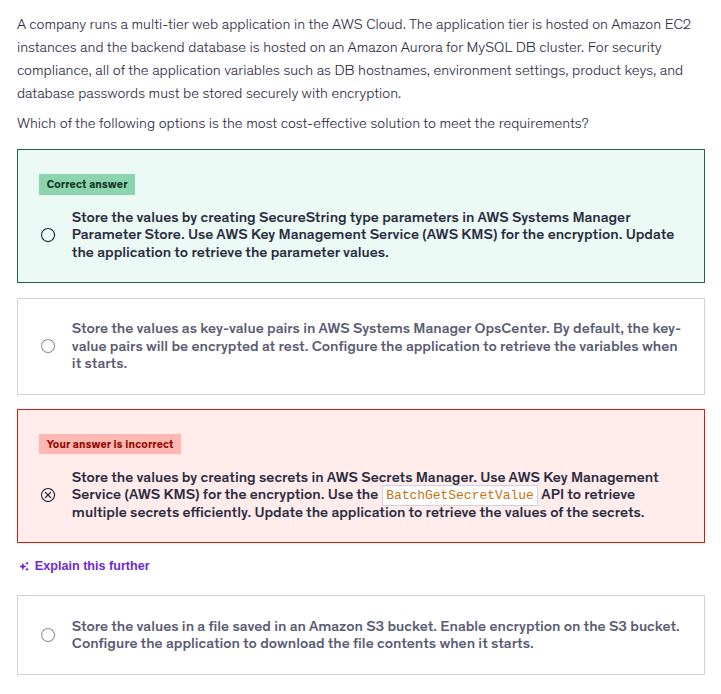 A company runs a multi-tier web application in the AWS Cloud. The application tier is hosted on Amazon EC2
instances and the backend database is hosted on an Amazon Aurora for MySQL DB cluster. For security
compliance, all of the application variables such as DB hostnames, environment settings, product keys, and
database passwords must be stored securely with encryption.
Which of the following options is the most cost-effective solution to meet the requirements?
Correct answer
Store the values by creating SecureString type parameters in AWS Systems Manager
Parameter Store. Use AWS Key Management Service (AWS KMS) for the encryption. Update
the application to retrieve the parameter values.
Store the values as key-value pairs in AWS Systems Manager OpsCenter. By default, the key-
value pairs will be encrypted at rest. Configure the application to retrieve the variables when
it starts.
Your answer is incorrect
Store the values by creating secrets in AWS Secrets Manager. Use AWS Key Management
Service (AWS KMS) for the encryption. Use the BatchGetSecretValue API to retrieve
multiple secrets efficiently. Update the application to retrieve the values of the secrets.
Explain this further
Store the values in a file saved in an Amazon S3 bucket. Enable encryption on the S3 bucket.
Configure the application to download the file contents when it starts.